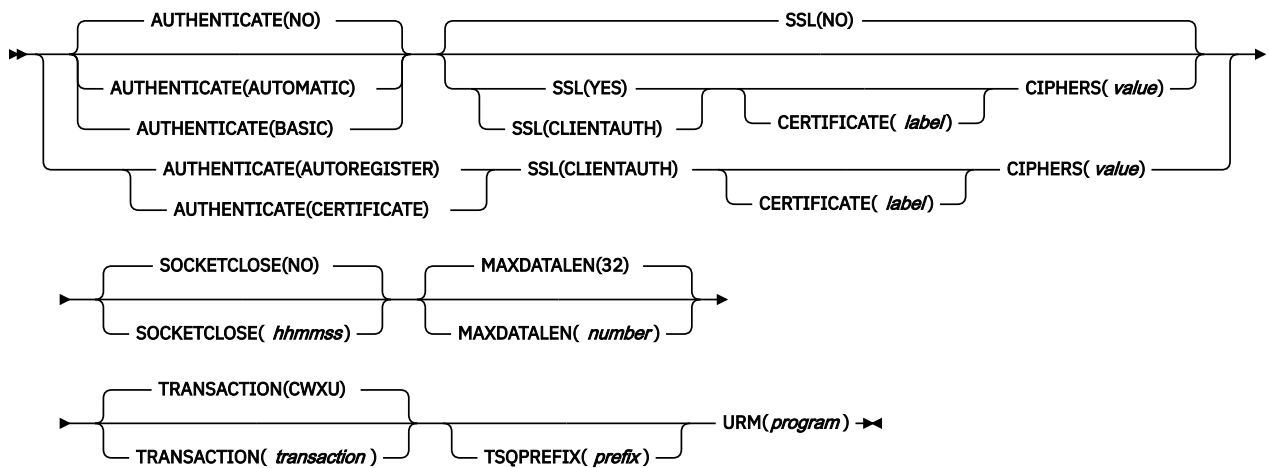 AUTHENTICATE(NO) SSL(NO)
AUTHENTICATE(AUTOMATIC) SSL(YES) CIPHERS( value)
AUTHENTICATE(BASIC) SSL(CLIENTAUTH) CERTIFICATE( label)
AUTHENTICATE(AUTOREGISTER) SSL(CLIENTAUTH) CIPHERS( value)
AUTHENTICATE(CERTIFICATE) CERTIFICATE( label)
SOCKETCLOSE(NO) MAXDATALEN(32)
SOCKETCLOSE( hhmmss) MAXDATALEN( number)
TRANSACTION(CWXU)
URM(program)
TRANSACTION( transaction) TSQPREFIX( prefix)